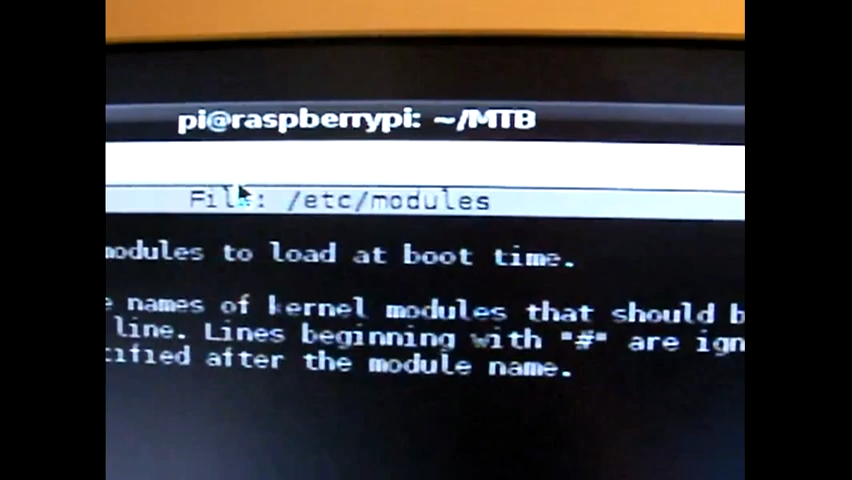 pi@raspberrypi: ~/MTB
File: /etc/modules
modules to load at boot time.
names of kernel modules that should b
line. Lines beginning with "#" are ign
cified after the module name.